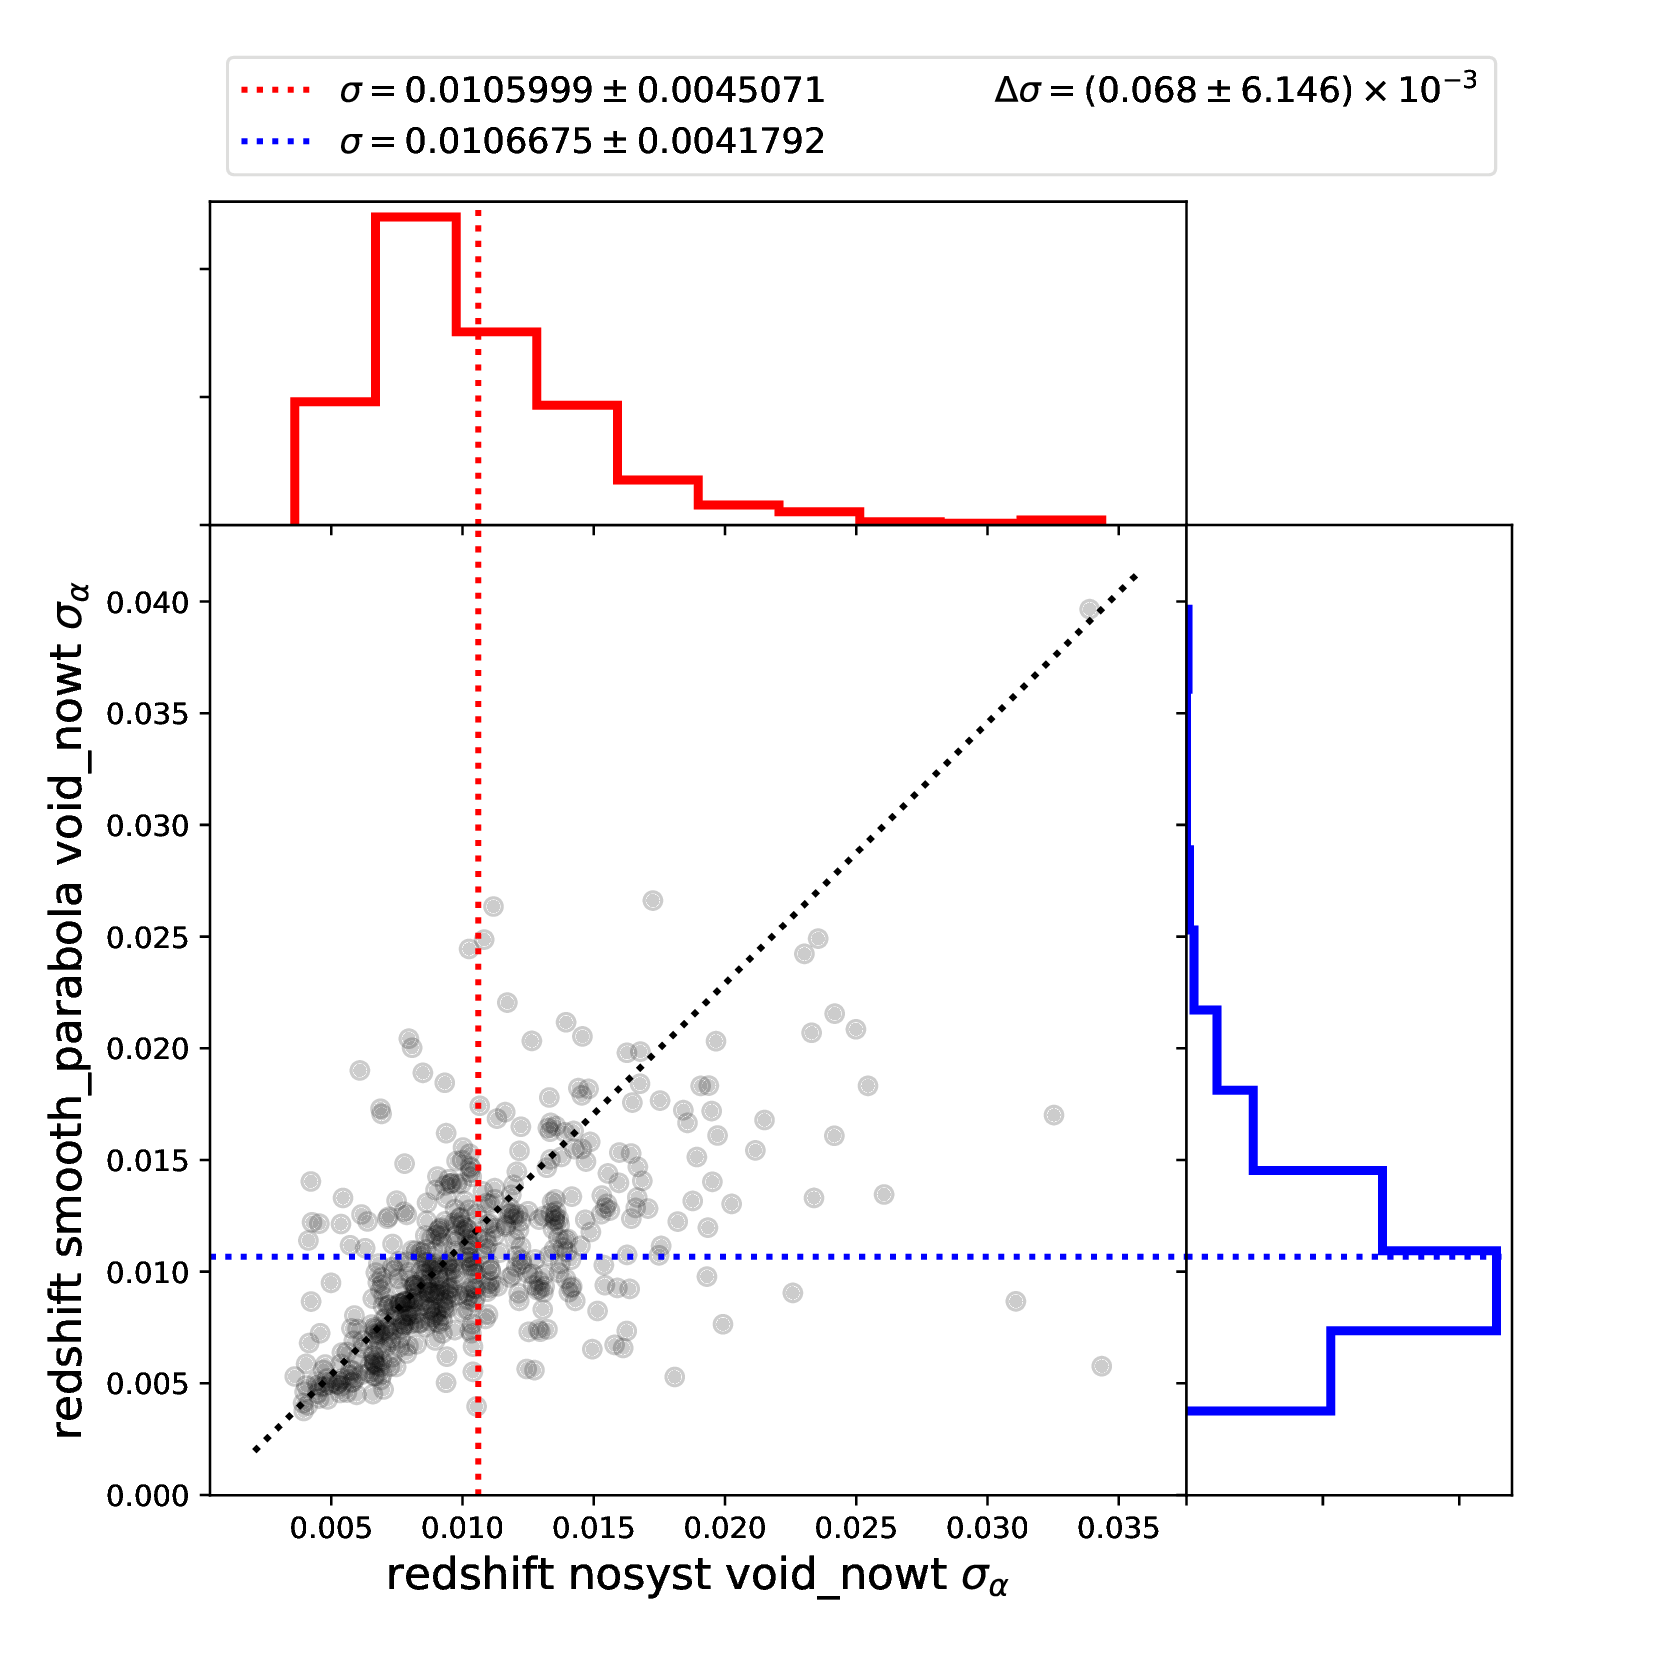 σ = 0.0105999 ± 0.0045071
σ = 0.0106675 ± 0.0041792
Δσ = (0.068 ± 6.146) × 10⁻³
redshift smooth_parabola void_nowt σα
0.040
0.035
0.030
0.025
0.020
0.015
0.010
0.005
0.000
0.005 0.010 0.015 0.020 0.025 0.030 0.035
redshift nosyst void_nowt σα